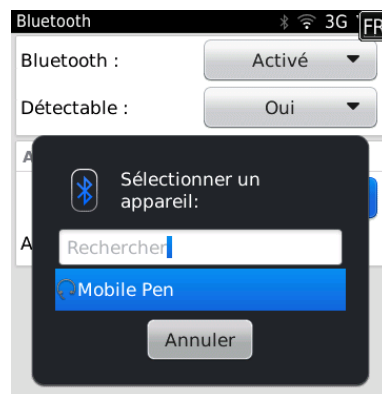 Bluetooth 3G FR
Bluetooth : Activé
Détectable : Oui
A
Sélectionner un
appareil:
A
Rechercher
Mobile Pen
Annuler